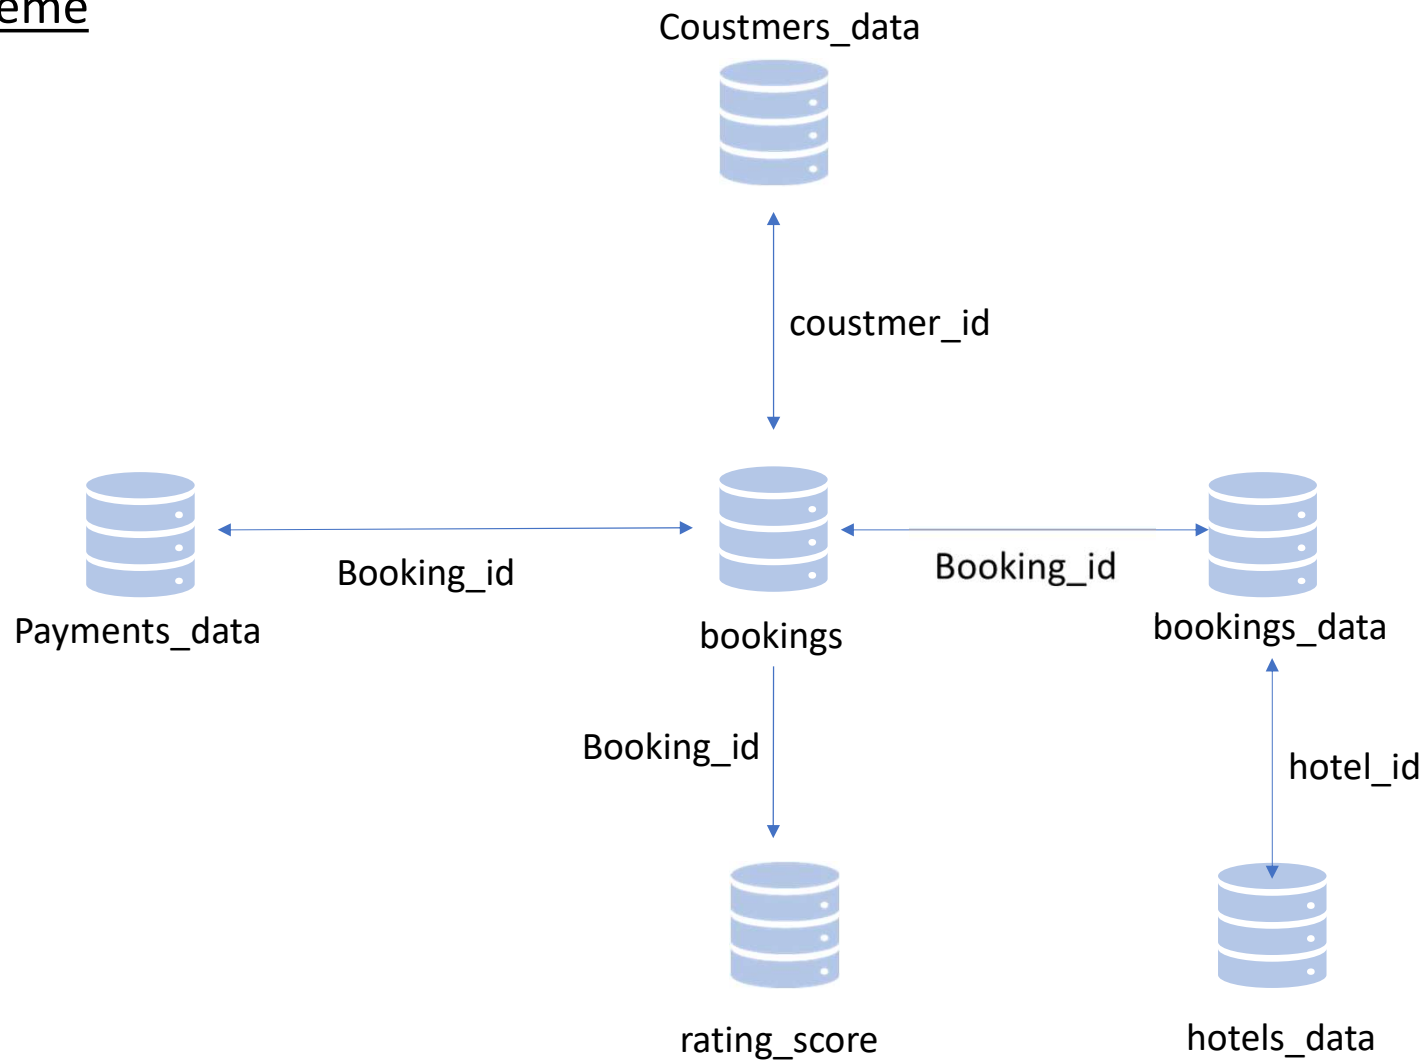 eme
Coustmers_data
coustmer_id
Booking_id
Booking_id
Payments_data
bookings
bookings_data
Booking_id
hotel_id
rating_score
hotels_data